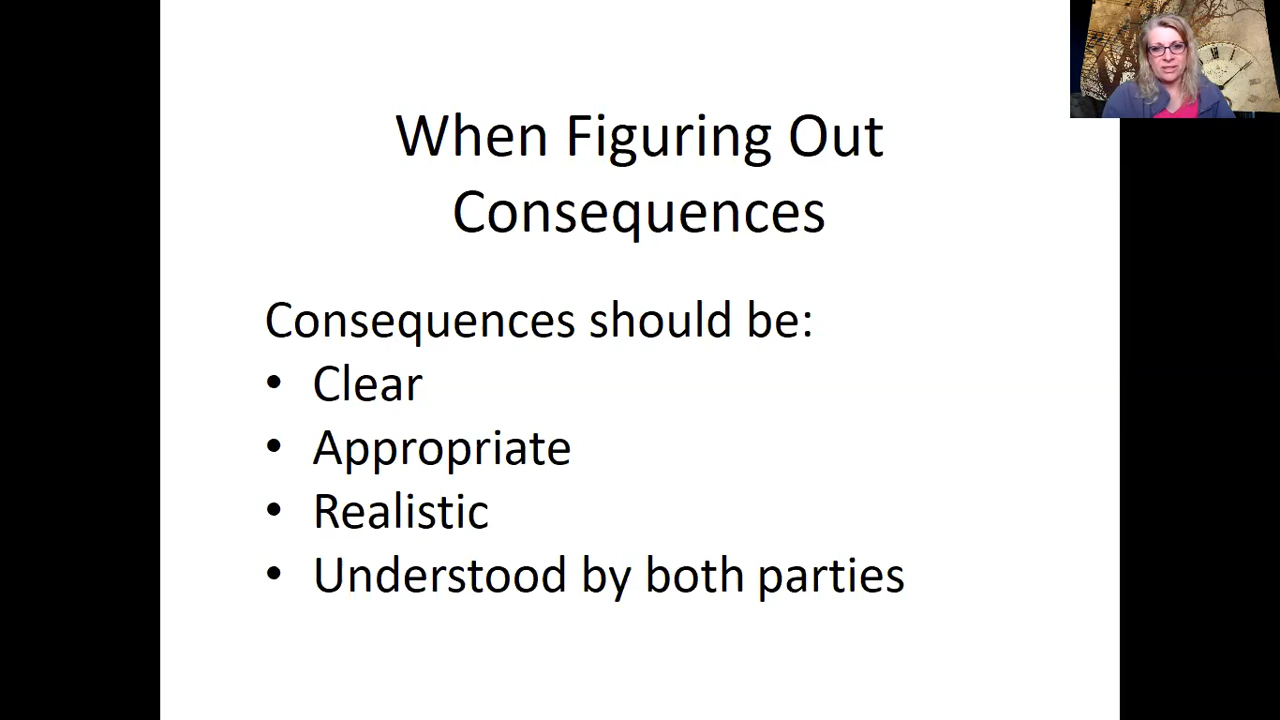 When Figuring Out
Consequences
Consequences should be:
• Clear
• Appropriate
• Realistic
• Understood by both parties